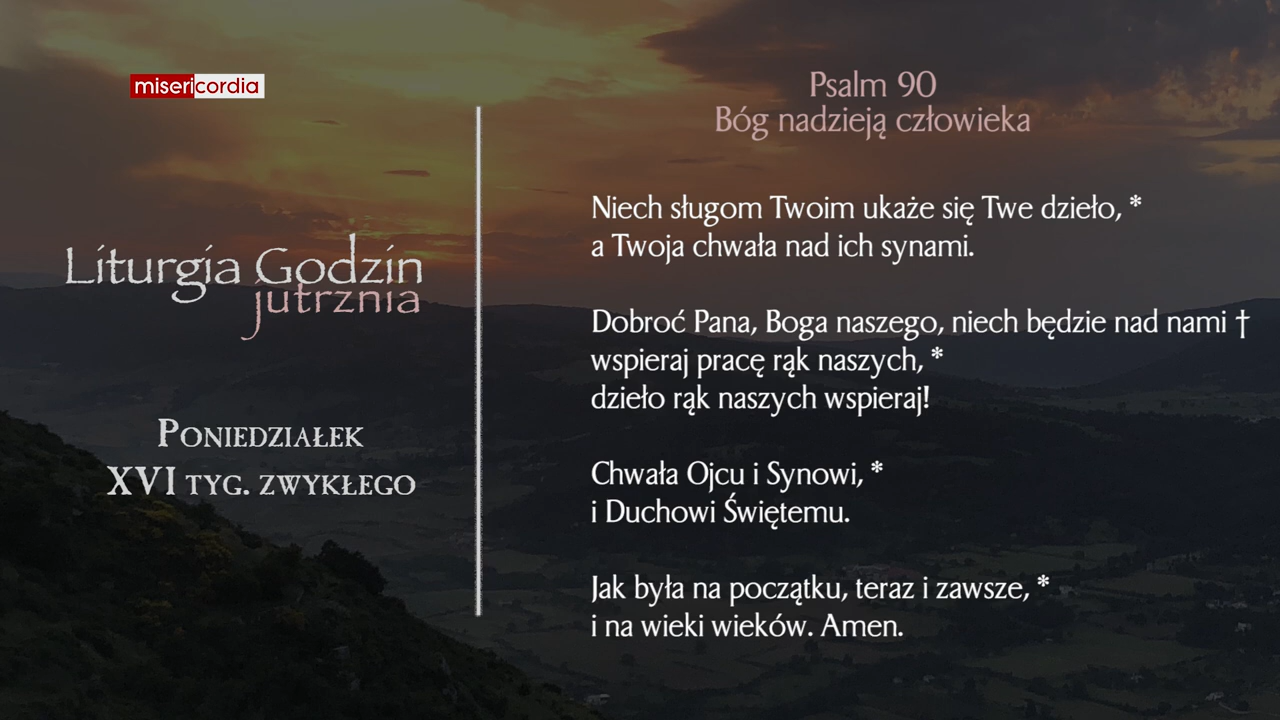 misericordia
Liturgia Godzin
jutrznia
Poniedziałek
XVI tyg. zwykłego
Psalm 90
Bóg nadzieją człowieka
Niech sługom Twoim ukaże się Twe dzieło, *
a Twoja chwała nad ich synami.
Dobroć Pana, Boga naszego, niech będzie nad nami †
wspieraj pracę rąk naszych, *
dzieło rąk naszych wspieraj!
Chwała Ojcu i Synowi, *
i Duchowi Świętemu.
Jak była na początku, teraz i zawsze, *
i na wieki wieków. Amen.